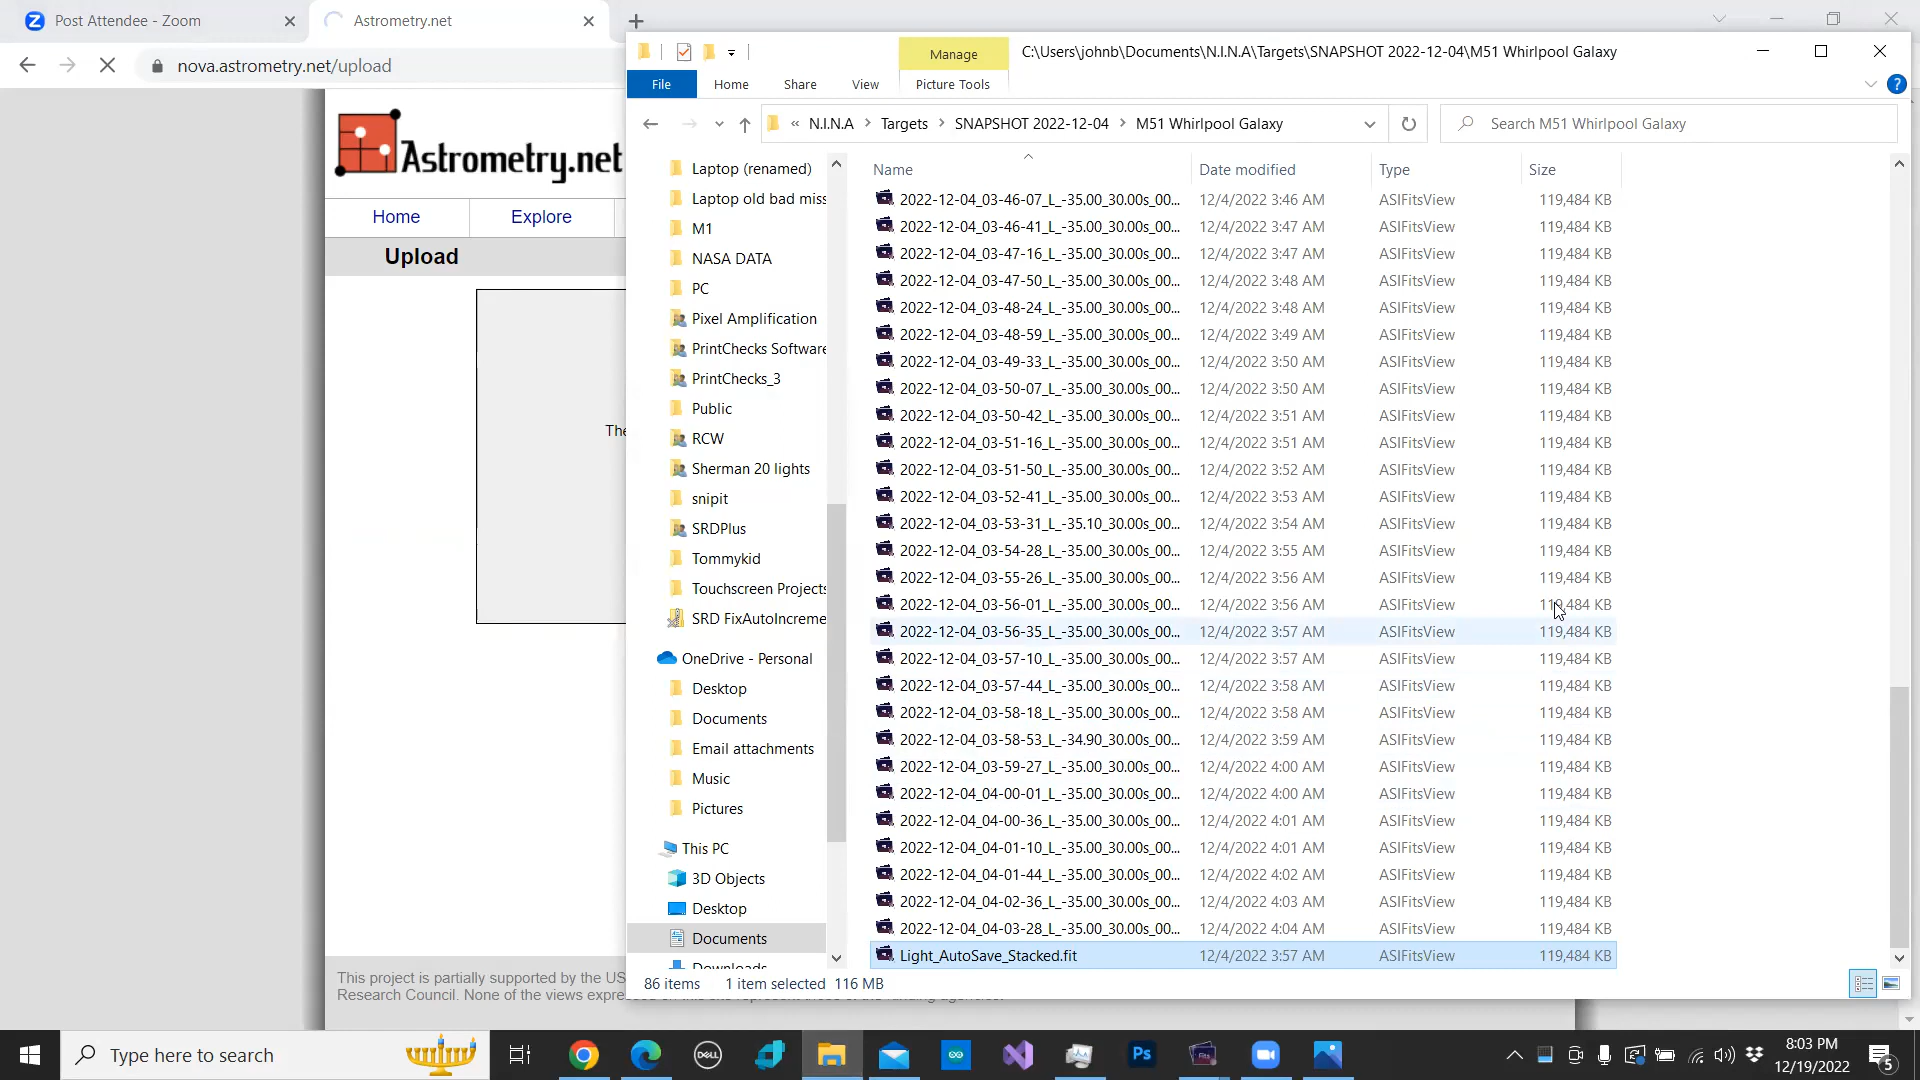 Post Attendee - Zoom
Astrometry.net
nova.astrometry.net/upload
Manage
C:\Users\johnb\Documents\N.I.N.A\Targets\SNAPSHOT 2022-12-04\M51 Whirlpool Galaxy
File
Home
Share
View
Picture Tools
« N.I.N.A > Targets > SNAPSHOT 2022-12-04 > M51 Whirlpool Galaxy
Search M51 Whirlpool Galaxy
Astrometry.net
Home
Explore
Upload
The
This project is partially supported by the US
Research Council. None of the views expre
Laptop (renamed)
Laptop old bad miss
M1
NASA DATA
PC
Pixel Amplification
PrintChecks Software
PrintChecks_3
Public
RCW
Sherman 20 lights
snipit
SRDPlus
Tommykid
Touchscreen Projects
SRD FixAutoIncreme
OneDrive - Personal
Desktop
Documents
Email attachments
Music
Pictures
This PC
3D Objects
Desktop
Documents
Downloads
Name Date modified Type Size
2022-12-04_03-46-07_L_-35.00_30.00s_00... 12/4/2022 3:46 AM ASIFitsView 119,484 KB
2022-12-04_03-46-41_L_-35.00_30.00s_00... 12/4/2022 3:47 AM ASIFitsView 119,484 KB
2022-12-04_03-47-16_L_-35.00_30.00s_00... 12/4/2022 3:47 AM ASIFitsView 119,484 KB
2022-12-04_03-47-50_L_-35.00_30.00s_00... 12/4/2022 3:48 AM ASIFitsView 119,484 KB
2022-12-04_03-48-24_L_-35.00_30.00s_00... 12/4/2022 3:48 AM ASIFitsView 119,484 KB
2022-12-04_03-48-59_L_-35.00_30.00s_00... 12/4/2022 3:49 AM ASIFitsView 119,484 KB
2022-12-04_03-49-33_L_-35.00_30.00s_00... 12/4/2022 3:50 AM ASIFitsView 119,484 KB
2022-12-04_03-50-07_L_-35.00_30.00s_00... 12/4/2022 3:50 AM ASIFitsView 119,484 KB
2022-12-04_03-50-42_L_-35.00_30.00s_00... 12/4/2022 3:51 AM ASIFitsView 119,484 KB
2022-12-04_03-51-16_L_-35.00_30.00s_00... 12/4/2022 3:51 AM ASIFitsView 119,484 KB
2022-12-04_03-51-50_L_-35.00_30.00s_00... 12/4/2022 3:52 AM ASIFitsView 119,484 KB
2022-12-04_03-52-41_L_-35.00_30.00s_00... 12/4/2022 3:53 AM ASIFitsView 119,484 KB
2022-12-04_03-53-31_L_-35.10_30.00s_00... 12/4/2022 3:54 AM ASIFitsView 119,484 KB
2022-12-04_03-54-28_L_-35.00_30.00s_00... 12/4/2022 3:55 AM ASIFitsView 119,484 KB
2022-12-04_03-55-26_L_-35.00_30.00s_00... 12/4/2022 3:56 AM ASIFitsView 119,484 KB
2022-12-04_03-56-01_L_-35.00_30.00s_00... 12/4/2022 3:56 AM ASIFitsView 119,484 KB
2022-12-04_03-56-35_L_-35.00_30.00s_00... 12/4/2022 3:57 AM ASIFitsView 119,484 KB
2022-12-04_03-57-10_L_-35.00_30.00s_00... 12/4/2022 3:57 AM ASIFitsView 119,484 KB
2022-12-04_03-57-44_L_-35.00_30.00s_00... 12/4/2022 3:58 AM ASIFitsView 119,484 KB
2022-12-04_03-58-18_L_-35.00_30.00s_00... 12/4/2022 3:58 AM ASIFitsView 119,484 KB
2022-12-04_03-58-53_L_-34.90_30.00s_00... 12/4/2022 3:59 AM ASIFitsView 119,484 KB
2022-12-04_03-59-27_L_-35.00_30.00s_00... 12/4/2022 4:00 AM ASIFitsView 119,484 KB
2022-12-04_04-00-01_L_-35.00_30.00s_00... 12/4/2022 4:00 AM ASIFitsView 119,484 KB
2022-12-04_04-00-36_L_-35.00_30.00s_00... 12/4/2022 4:01 AM ASIFitsView 119,484 KB
2022-12-04_04-01-10_L_-35.00_30.00s_00... 12/4/2022 4:01 AM ASIFitsView 119,484 KB
2022-12-04_04-01-44_L_-35.00_30.00s_00... 12/4/2022 4:02 AM ASIFitsView 119,484 KB
2022-12-04_04-02-36_L_-35.00_30.00s_00... 12/4/2022 4:03 AM ASIFitsView 119,484 KB
2022-12-04_04-03-28_L_-35.00_30.00s_00... 12/4/2022 4:04 AM ASIFitsView 119,484 KB
Light_AutoSave_Stacked.fit 12/4/2022 3:57 AM ASIFitsView 119,484 KB
86 items 1 item selected 116 MB
Type here to search
DELL
Ps
Fits
8:03 PM
12/19/2022
5